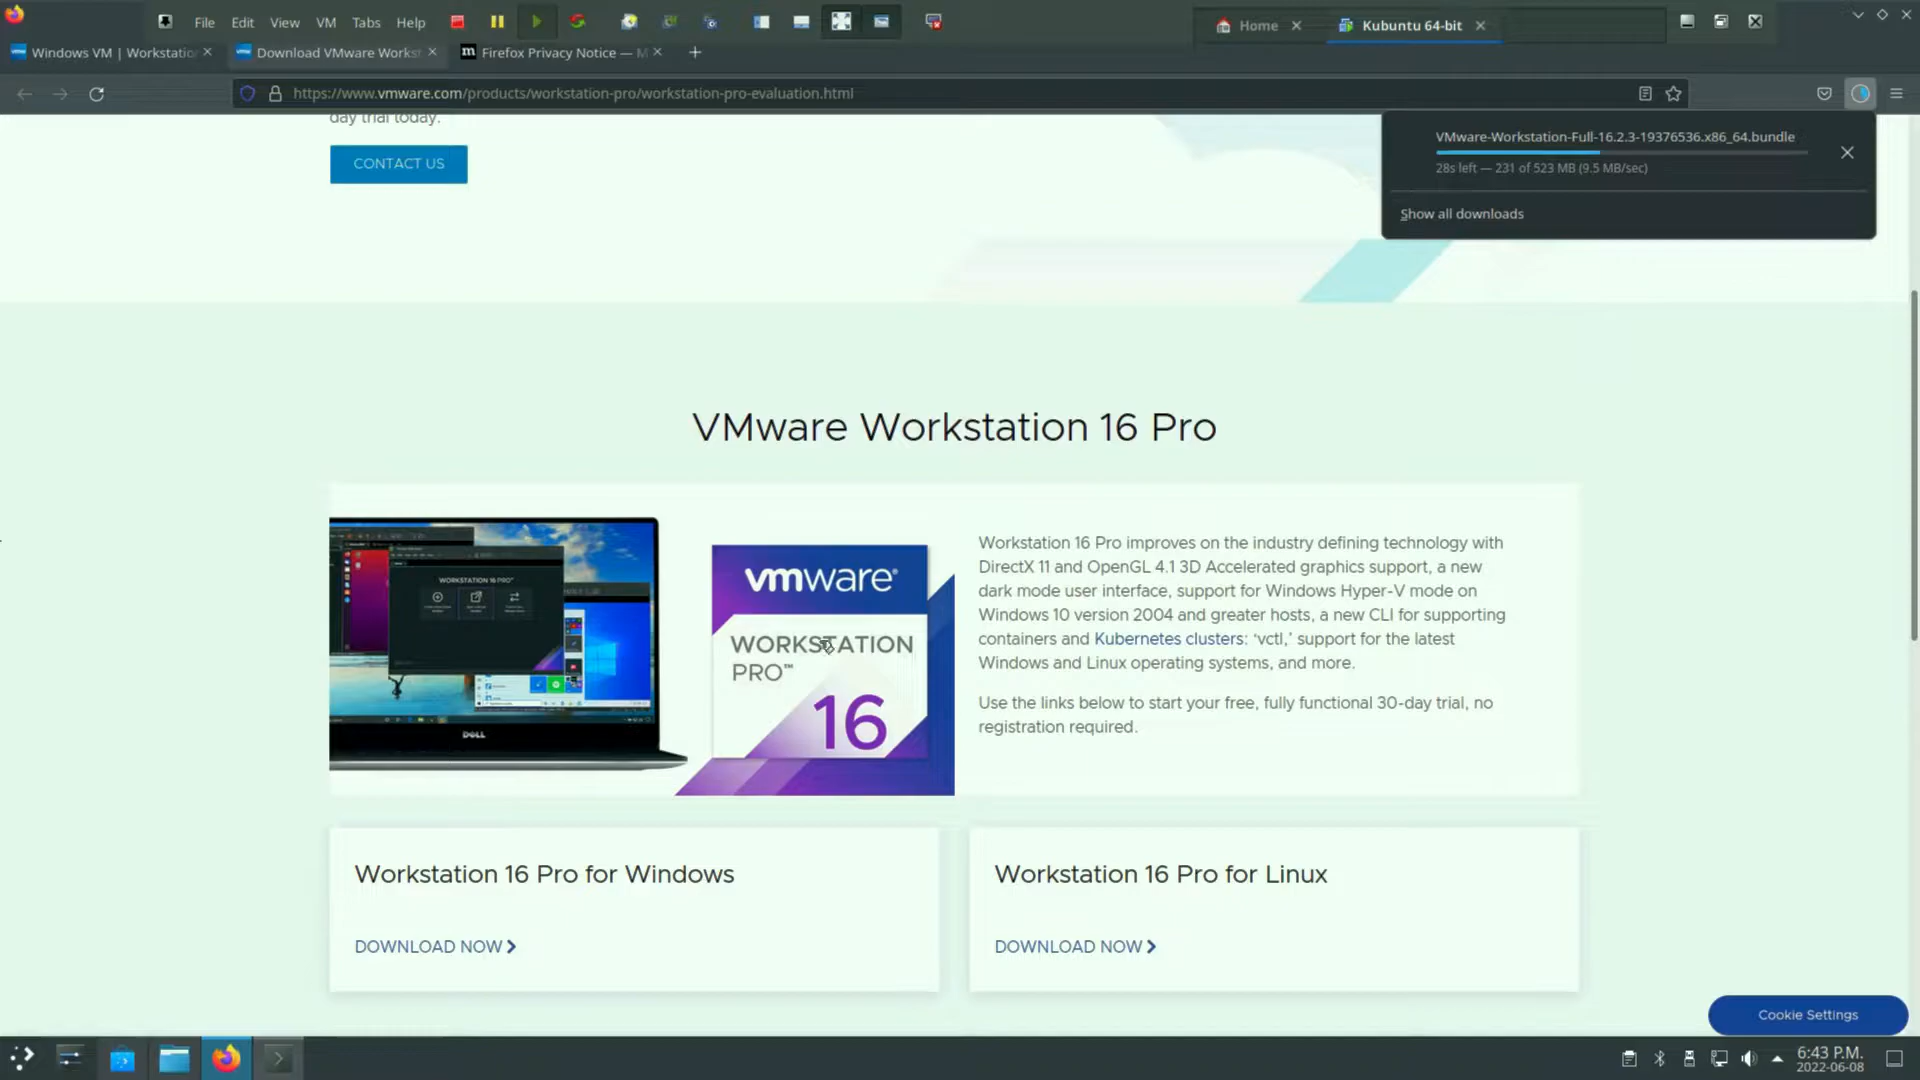 File Edit View VM Tabs Help
Home
Kubuntu 64-bit
Windows VM | Workstatio
Download VMware Workst
Firefox Privacy Notice — M
https://www.vmware.com/products/workstation-pro/workstation-pro-evaluation.html
day trial today.
CONTACT US
VMware-Workstation-Full-16.2.3-19376536.x86_64.bundle
28s left — 231 of 523 MB (9.5 MB/sec)
Show all downloads
VMware Workstation 16 Pro
WORKSTATION 16 PRO™
DELL
vmware®
WORKSTATION
PRO™
16
Workstation 16 Pro improves on the industry defining technology with
DirectX 11 and OpenGL 4.1 3D Accelerated graphics support, a new
dark mode user interface, support for Windows Hyper-V mode on
Windows 10 version 2004 and greater hosts, a new CLI for supporting
containers and Kubernetes clusters: ‘vctl,’ support for the latest
Windows and Linux operating systems, and more.
Use the links below to start your free, fully functional 30-day trial, no
registration required.
Workstation 16 Pro for Windows
DOWNLOAD NOW
Workstation 16 Pro for Linux
DOWNLOAD NOW
Cookie Settings
6:43 P.M.
2022-06-08